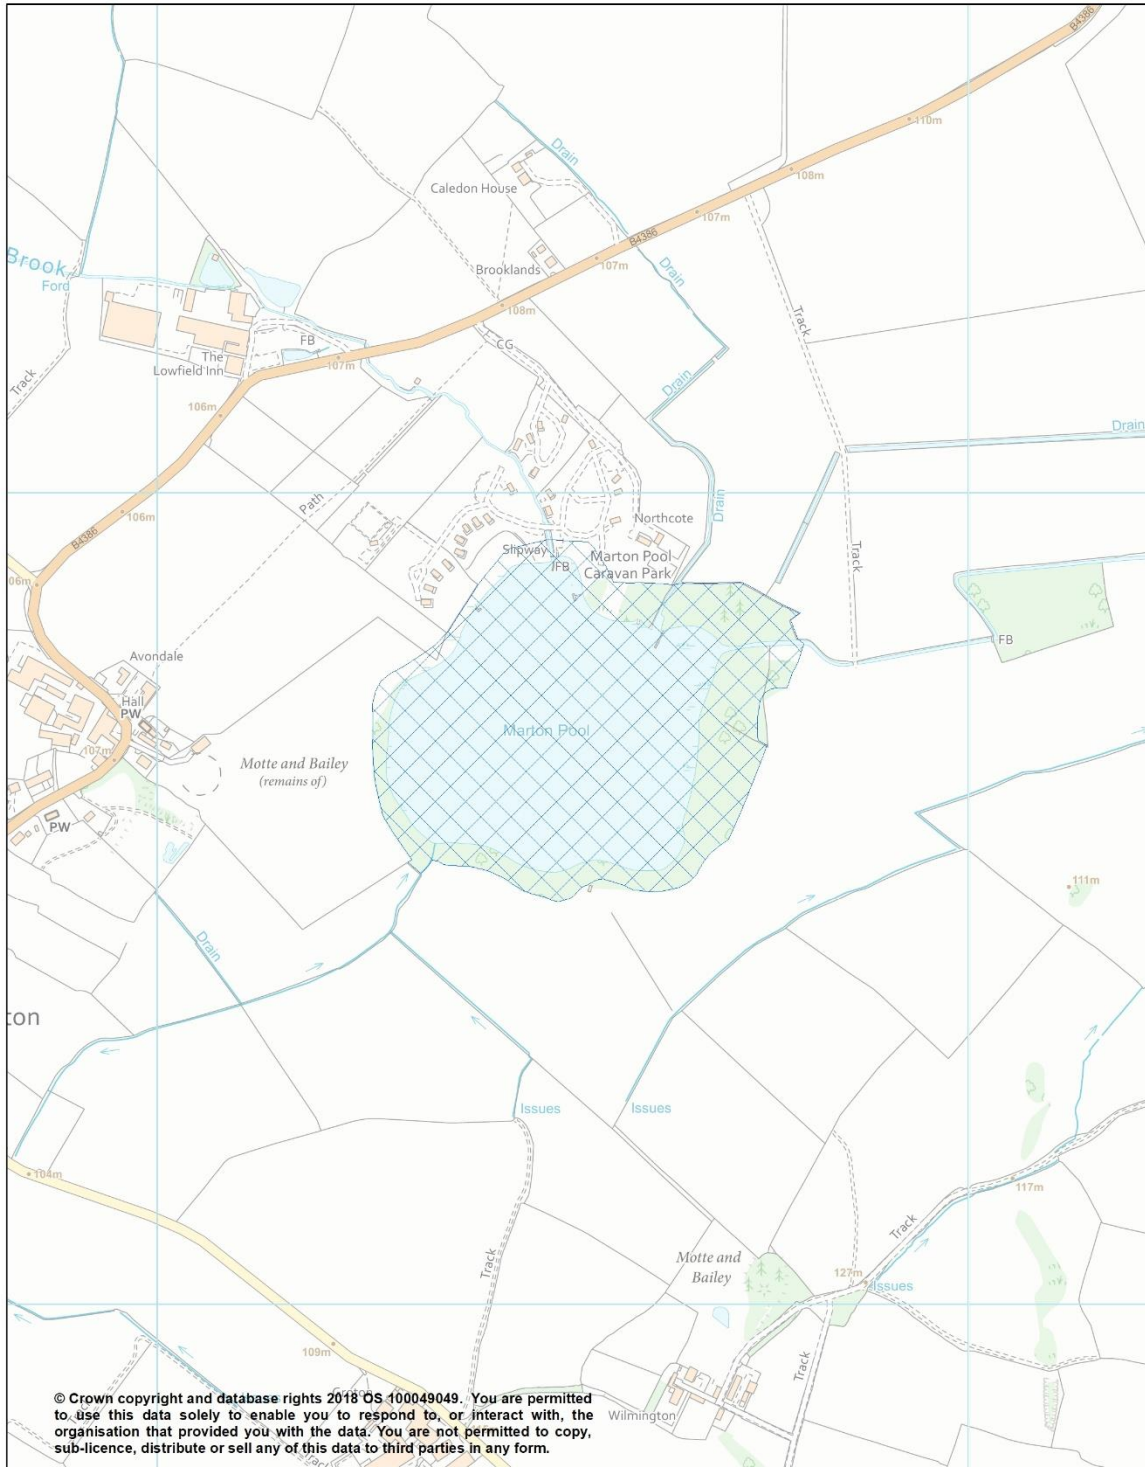 B4386
110m
Drain
108m
Caledon House
107m
B4386
Brook
Ford
Brooklands
107m
Drain
108m
Track
FB
CG
The
Lowfield Inn
107m
Track
Drain
106m
Drain
Path
Drain
106m
Northcote
B4386
Slipway
Marton Pool
Caravan Park
FB
Track
06m
FB
Avondale
Hall
PW
Marton Pool
107m
Motte and Bailey
(remains of)
PW
111m
Drain
ton
Issues
Issues
104m
117m
Track
Track
Motte and
Bailey
127m
Issues
109m
Track
Wilmington
© Crown copyright and database rights 2018 OS 100049049. You are permitted
to use this data solely to enable you to respond to, or interact with, the
organisation that provided you with the data. You are not permitted to copy,
sub-licence, distribute or sell any of this data to third parties in any form.
Track